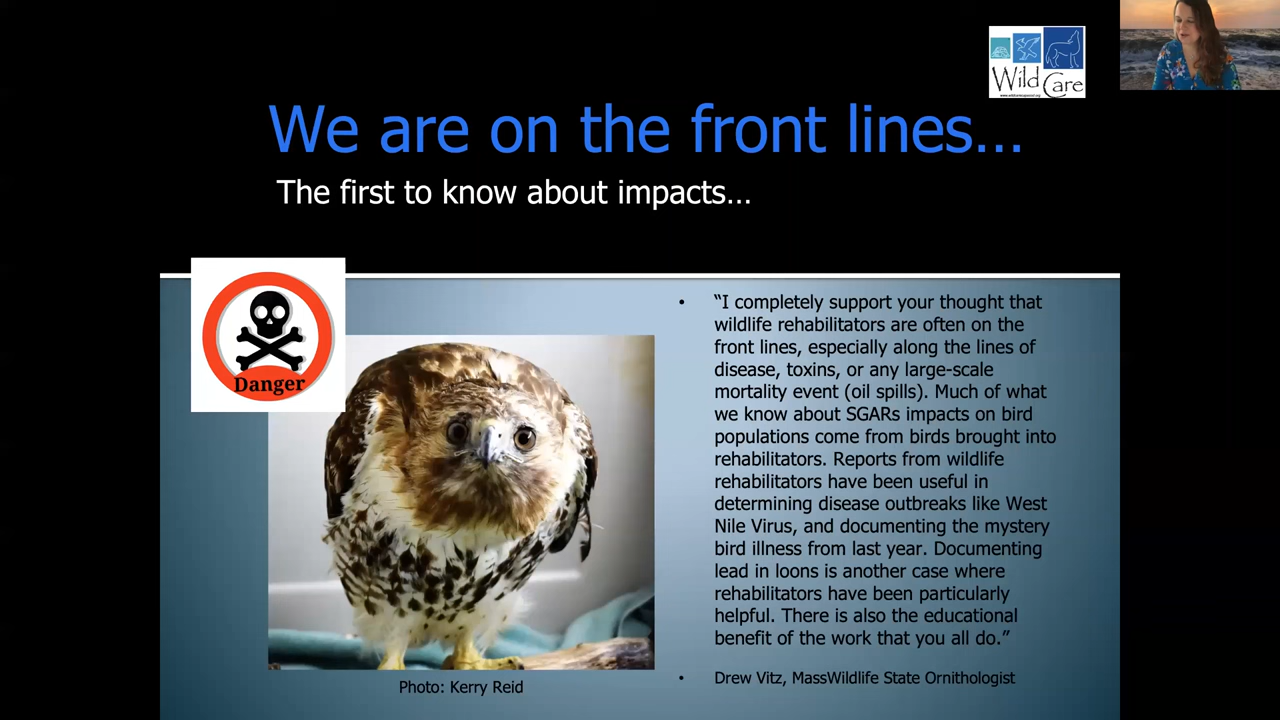 Wild Care
We are on the front lines…
The first to know about impacts…
Danger
• “I completely support your thought that
wildlife rehabilitators are often on the
front lines, especially along the lines of
disease, toxins, or any large-scale
mortality event (oil spills). Much of what
we know about SGARs impacts on bird
populations come from birds brought into
rehabilitators. Reports from wildlife
rehabilitators have been useful in
determining disease outbreaks like West
Nile Virus, and documenting the mystery
bird illness from last year. Documenting
lead in loons is another case where
rehabilitators have been particularly
helpful. There is also the educational
benefit of the work that you all do.”
• Drew Vitz, MassWildlife State Ornithologist
Photo: Kerry Reid